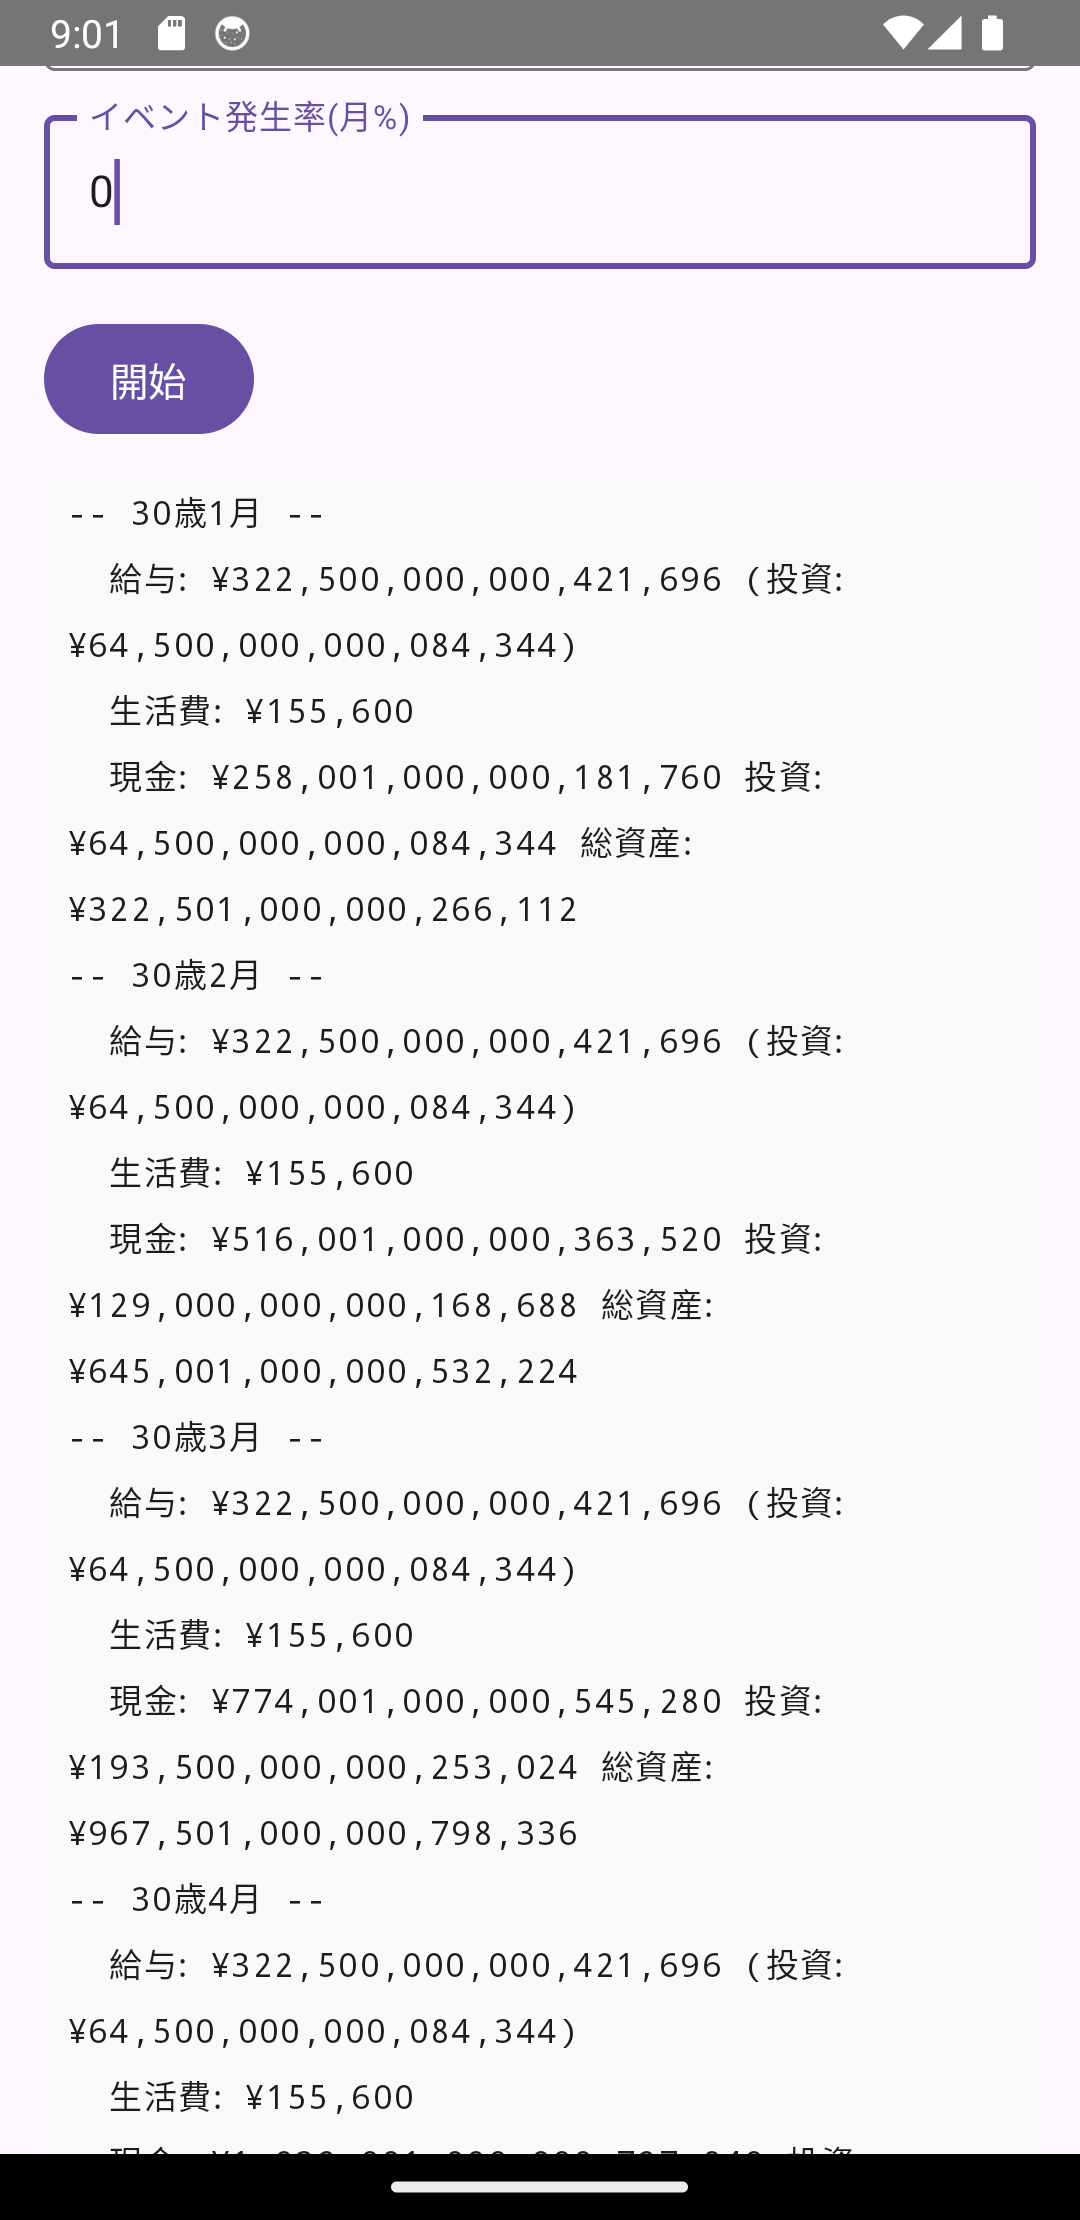 9:01
イベント発生率(月%)
0
開始
-- 30歳1月 --
給与: ¥322,500,000,000,421,696 (投資:
¥64,500,000,000,084,344)
生活費: ¥155,600
現金: ¥258,001,000,000,181,760 投資:
¥64,500,000,000,084,344 総資産:
¥322,501,000,000,266,112
-- 30歳2月 --
給与: ¥322,500,000,000,421,696 (投資:
¥64,500,000,000,084,344)
生活費: ¥155,600
現金: ¥516,001,000,000,363,520 投資:
¥129,000,000,000,168,688 総資産:
¥645,001,000,000,532,224
-- 30歳3月 --
給与: ¥322,500,000,000,421,696 (投資:
¥64,500,000,000,084,344)
生活費: ¥155,600
現金: ¥774,001,000,000,545,280 投資:
¥193,500,000,000,253,024 総資産:
¥967,501,000,000,798,336
-- 30歳4月 --
給与: ¥322,500,000,000,421,696 (投資:
¥64,500,000,000,084,344)
生活費: ¥155,600